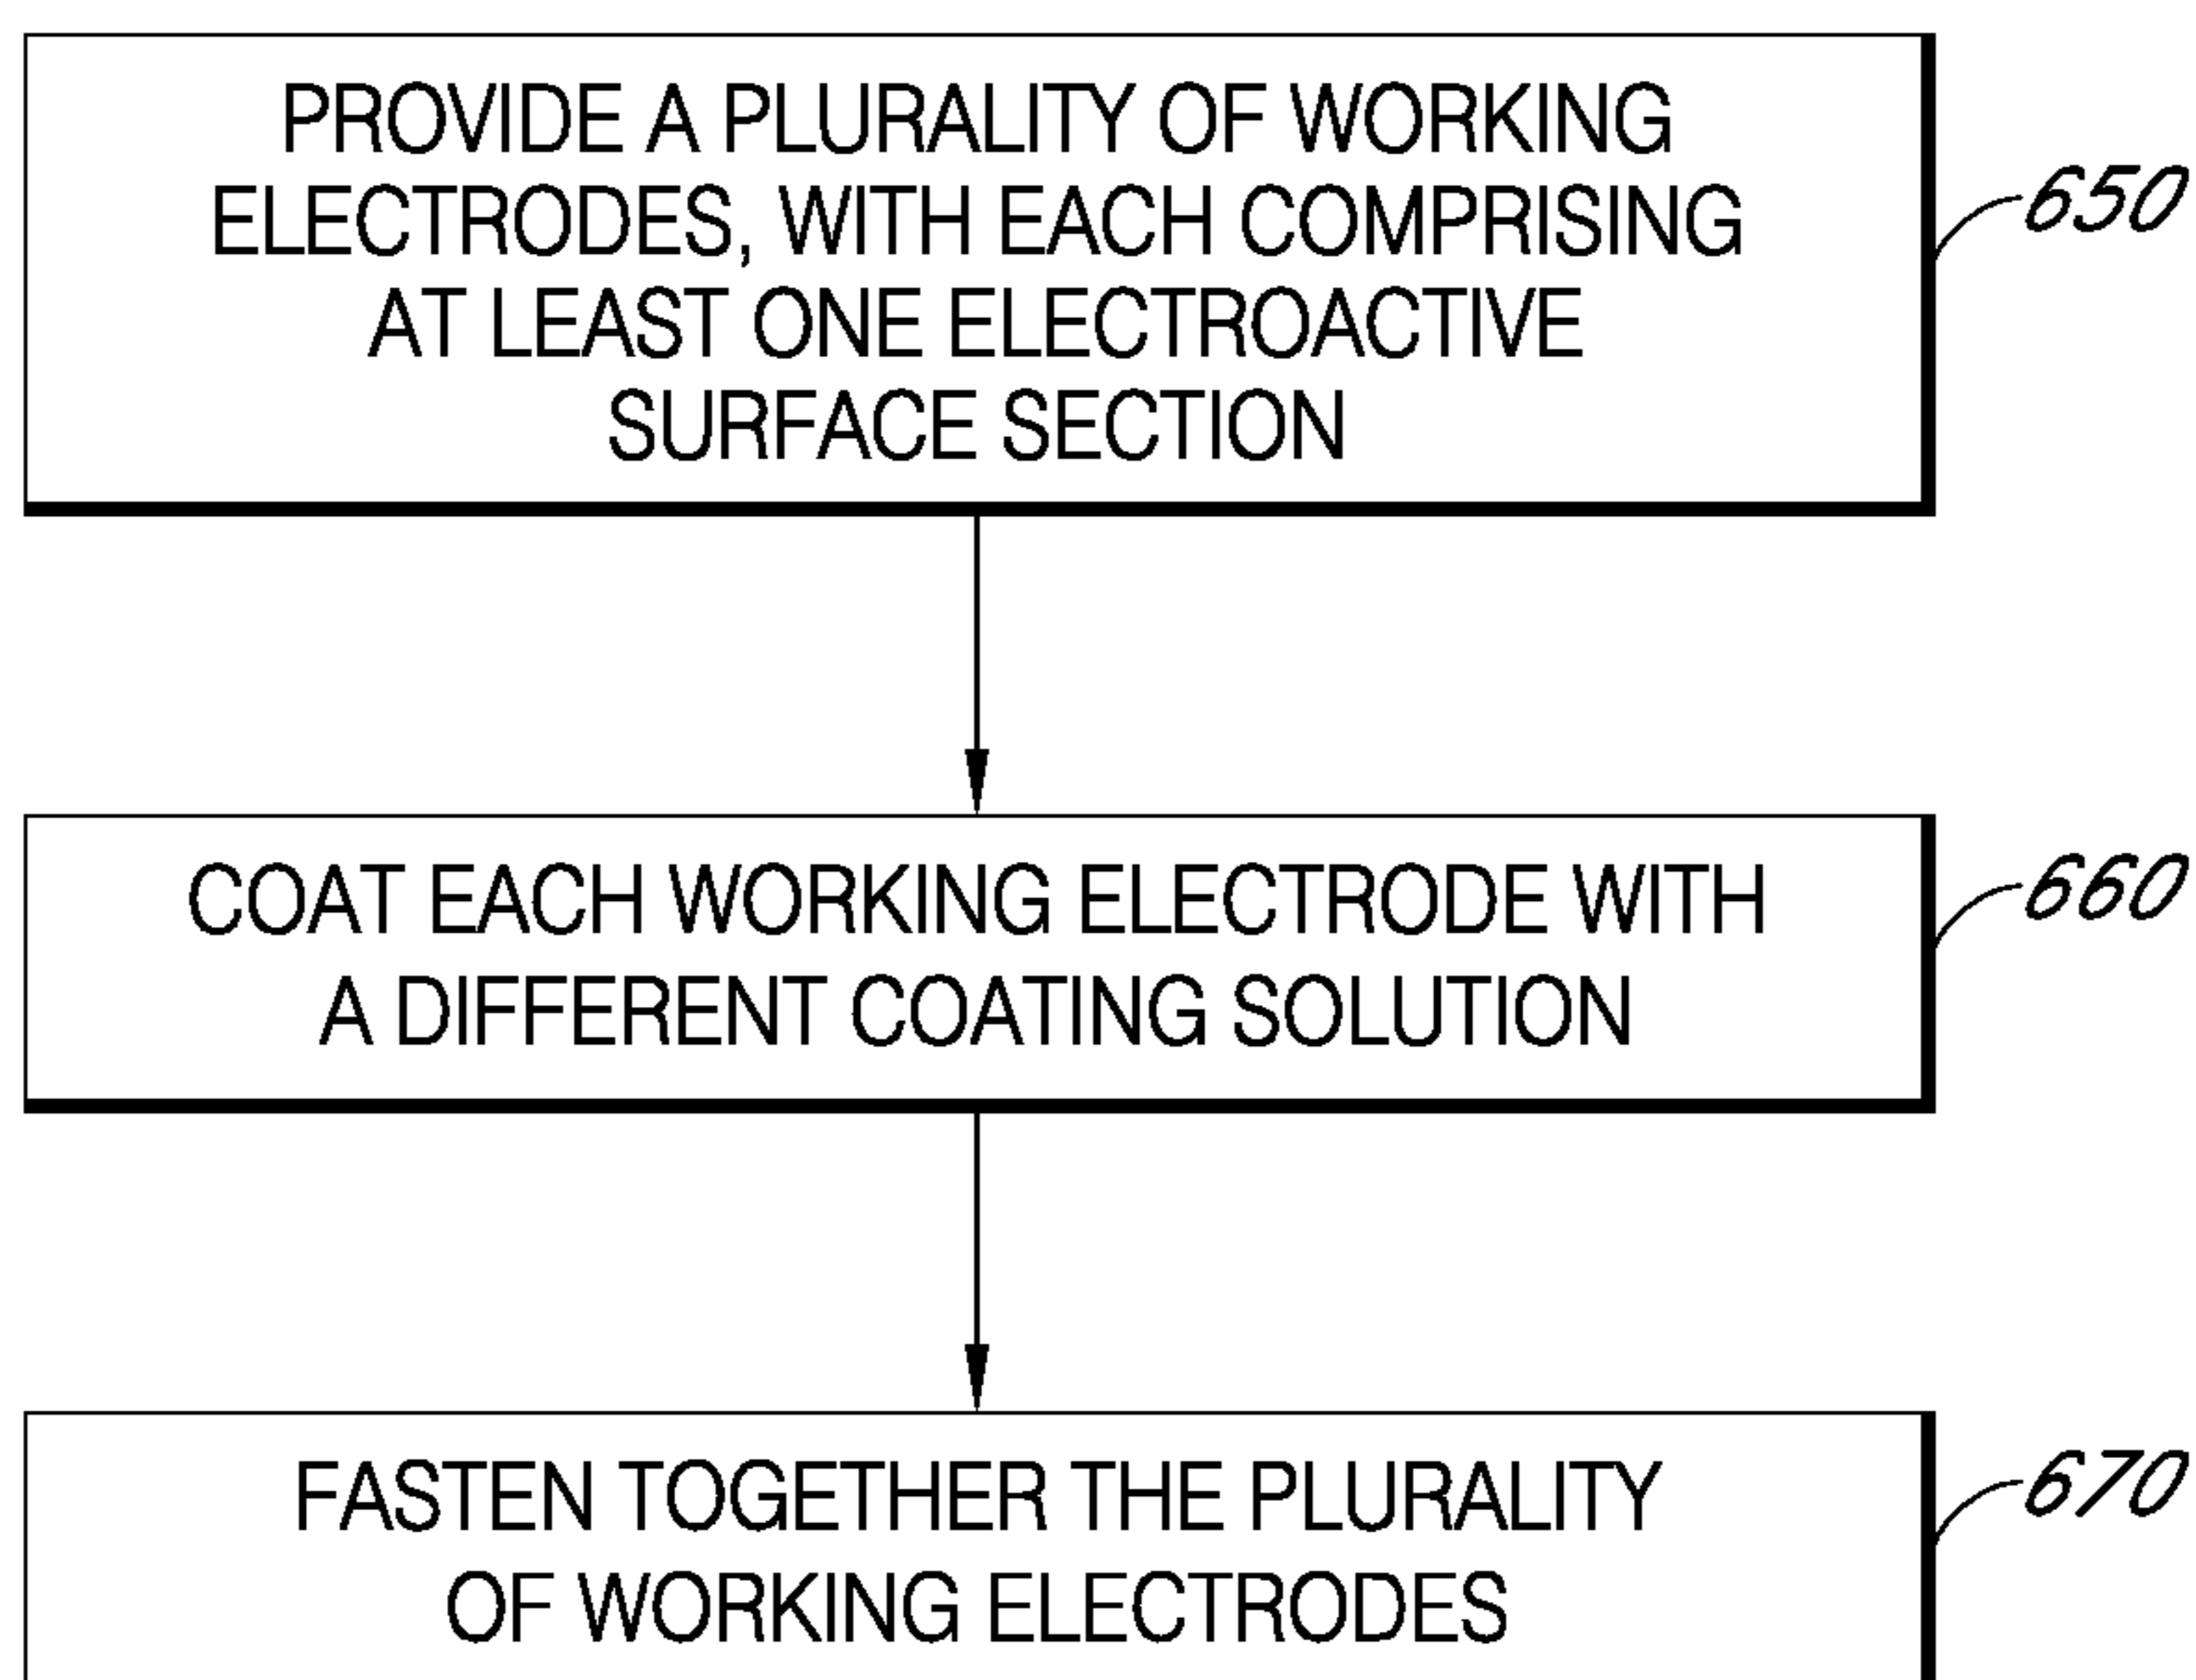 PROVIDE A PLURALITY OF WORKING
ELECTRODES, WITH EACH COMPRISING
AT LEAST ONE ELECTROACTIVE
SURFACE SECTION
650
COAT EACH WORKING ELECTRODE WITH
A DIFFERENT COATING SOLUTION
660
FASTEN TOGETHER THE PLURALITY
OF WORKING ELECTRODES
670